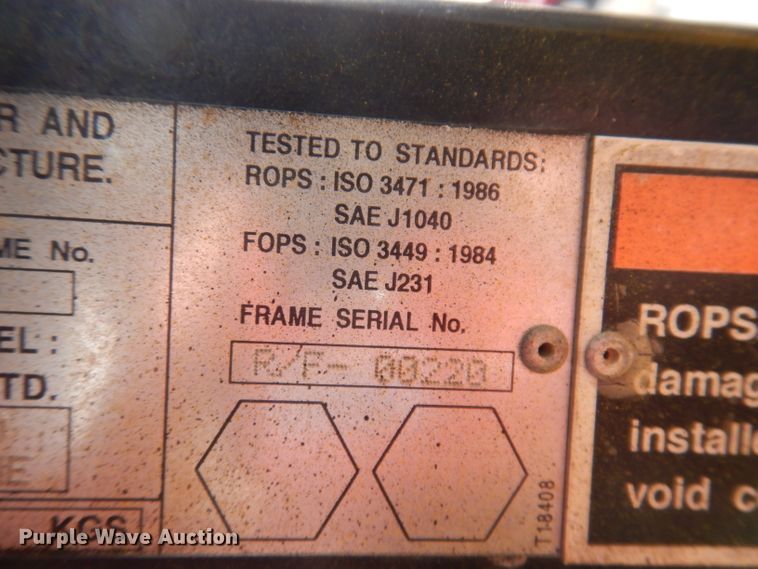 R AND
CTURE.
ME No.
EL :
TD.
E
KGS
TESTED TO STANDARDS:
ROPS : ISO 3471 : 1986
SAE J1040
FOPS : ISO 3449 : 1984
SAE J231
FRAME SERIAL No.
R/F- 00220
T18408
ROPS
damag
installe
void c
Purple Wave Auction